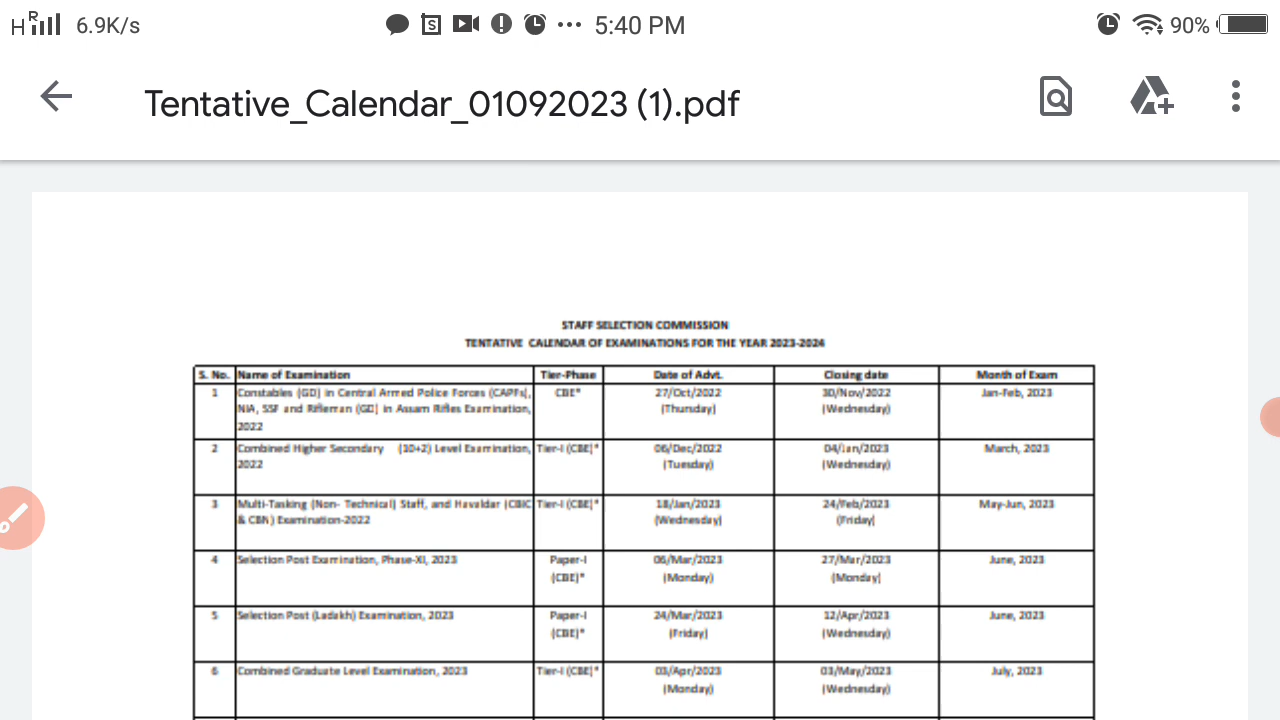 H R 6.9K/s 5:40 PM 90%
Tentative_Calendar_01092023 (1).pdf
STAFF SELECTION COMMISSION
TENTATIVE CALENDAR OF EXAMINATIONS FOR THE YEAR 2023-2024
S. No. Name of Examination Tier-Phase Date of Advt. Closing date Month of Exam
1 Constables (GD) in Central Armed Police Forces (CAPFs), CBE* 27/Oct/2022 30/Nov/2022 Jan-Feb, 2023
NIA, SSF and Rifleman (GD) in Assam Rifles Examination, (Thursday) (Wednesday)
2022
2 Combined Higher Secondary (10+2) Level Examination, Tier-I (CBE)* 06/Dec/2022 04/Jan/2023 March, 2023
2022 (Tuesday) (Wednesday)
3 Multi-Tasking (Non- Technical) Staff, and Havaldar (CBIC Tier-I (CBE)* 18/Jan/2023 24/Feb/2023 May-Jun, 2023
& CBN) Examination-2022 (Wednesday) (Friday)
4 Selection Post Examination, Phase-XI, 2023 Paper-I 06/Mar/2023 27/Mar/2023 June, 2023
(CBE)* (Monday) (Monday)
5 Selection Post (Ladakh) Examination, 2023 Paper-I 24/Mar/2023 12/Apr/2023 June, 2023
(CBE)* (Friday) (Wednesday)
6 Combined Graduate Level Examination, 2023 Tier-I (CBE)* 03/Apr/2023 03/May/2023 July, 2023
(Monday) (Wednesday)